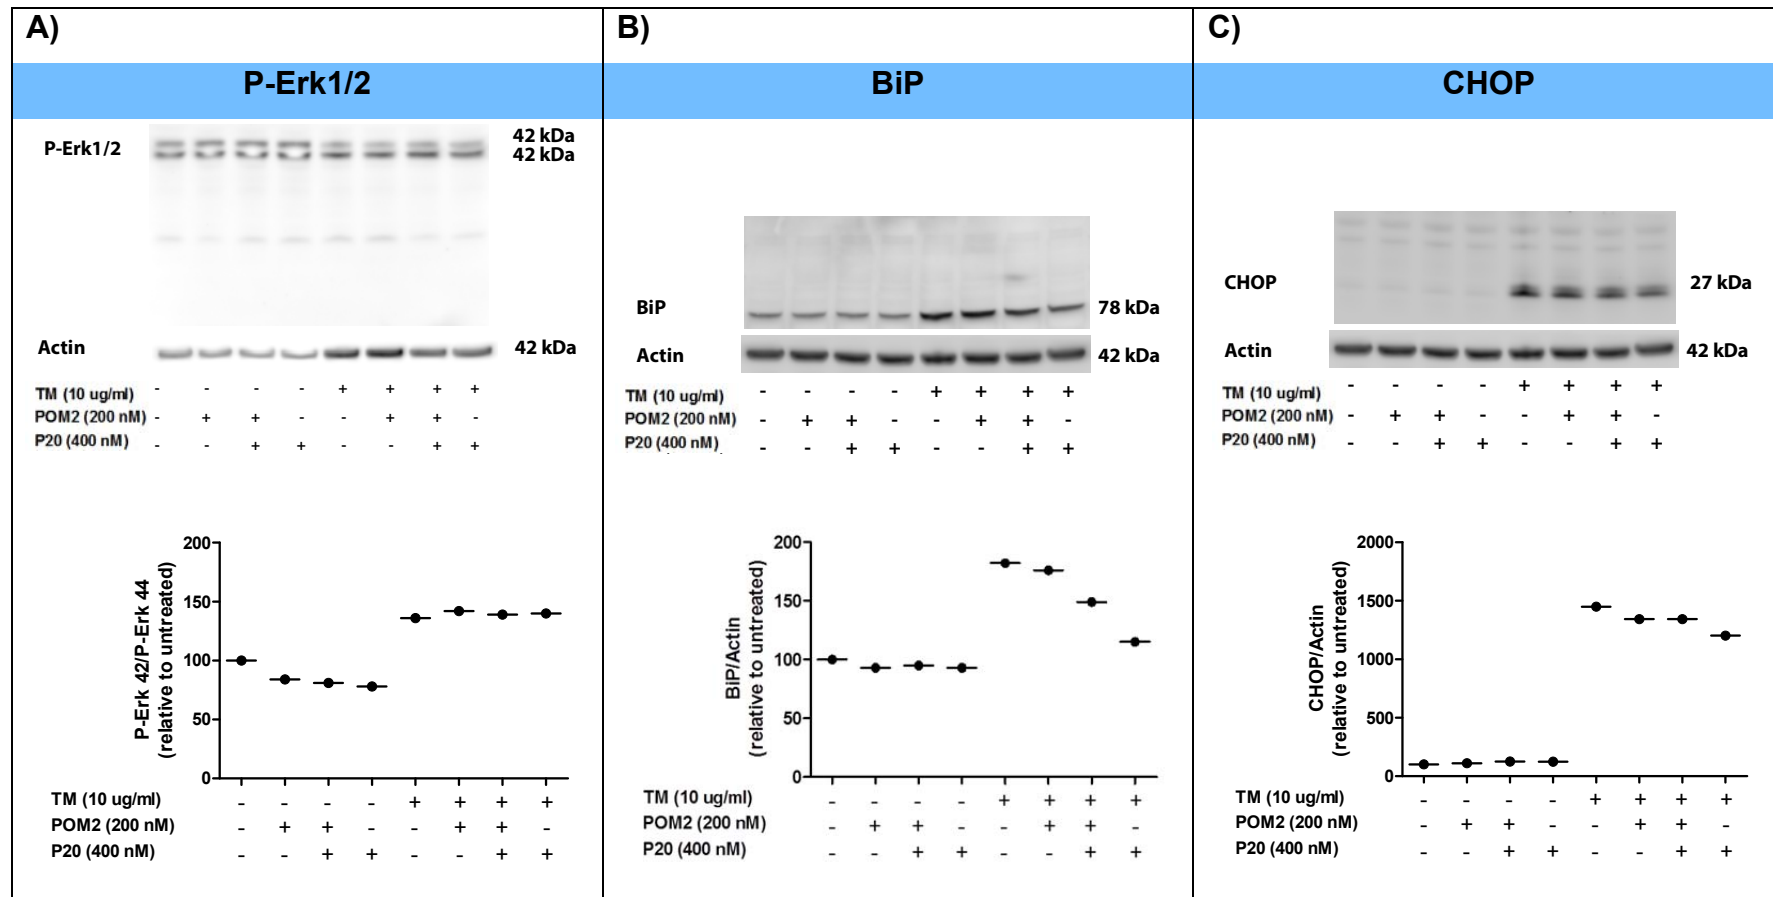 A)
P-Erk1/2
P-Erk1/2
42 kDa
42 kDa
Actin
42 kDa
TM (10 ug/ml) - - - - + + + +
POM2 (200 nM) - + + - - + + -
P20 (400 nM) - - + + - - + +
P-Erk 42/P-Erk 44
(relative to untreated)
200
150
100
50
0
TM (10 ug/ml) - - - - + + + +
POM2 (200 nM) - + + - - + + -
P20 (400 nM) - - + + - - + +
B)
BiP
BiP
78 kDa
Actin
42 kDa
TM (10 ug/ml) - - - - + + + +
POM2 (200 nM) - + + - - + + -
P20 (400 nM) - - + + - - + +
BiP/Actin
(relative to untreated)
200
150
100
50
0
TM (10 ug/ml) - - - - + + + +
POM2 (200 nM) - + + - - + + -
P20 (400 nM) - - + + - - + +
C)
CHOP
CHOP
27 kDa
Actin
42 kDa
TM (10 ug/ml) - - - - + + + +
POM2 (200 nM) - + + - - + + -
P20 (400 nM) - - + + - - + +
CHOP/Actin
(relative to untreated)
2000
1500
1000
500
0
TM (10 ug/ml) - - - - + + + +
POM2 (200 nM) - + + - - + + -
P20 (400 nM) - - + + - - + +